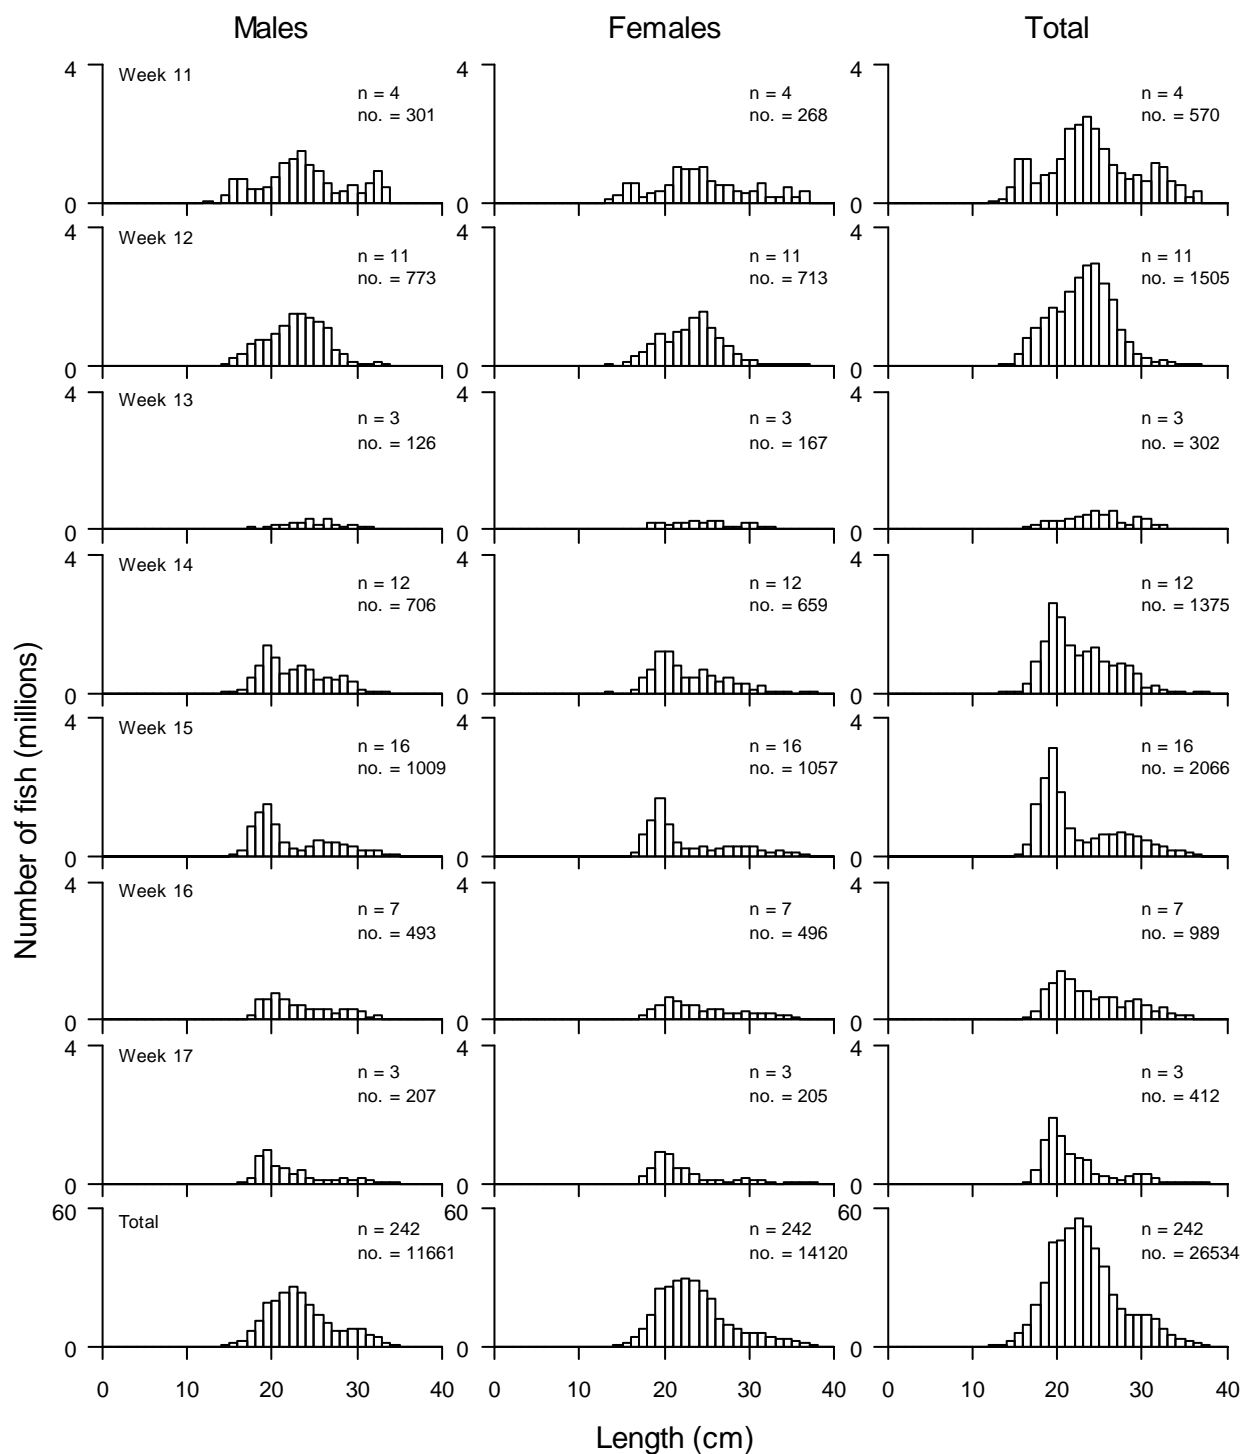 Males Females Total
4 Week 11 4 4
n = 4 n = 4 n = 4
no. = 301 no. = 268 no. = 570
0 0 0
4 Week 12 4 4
n = 11 n = 11 n = 11
no. = 773 no. = 713 no. = 1505
0 0 0
4 Week 13 4 4
n = 3 n = 3 n = 3
no. = 126 no. = 167 no. = 302
0 0 0
4 Week 14 4 4
n = 12 n = 12 n = 12
no. = 706 no. = 659 no. = 1375
0 0 0
4 Week 15 4 4
n = 16 n = 16 n = 16
no. = 1009 no. = 1057 no. = 2066
0 0 0
4 Week 16 4 4
n = 7 n = 7 n = 7
no. = 493 no. = 496 no. = 989
0 0 0
4 Week 17 4 4
n = 3 n = 3 n = 3
no. = 207 no. = 205 no. = 412
0 0 0
60 Total 60 60
n = 242 n = 242 n = 242
no. = 11661 no. = 14120 no. = 26534
0 0 0
0 10 20 30 40 0 10 20 30 40 0 10 20 30 40
Length (cm)
Number of fish (millions)